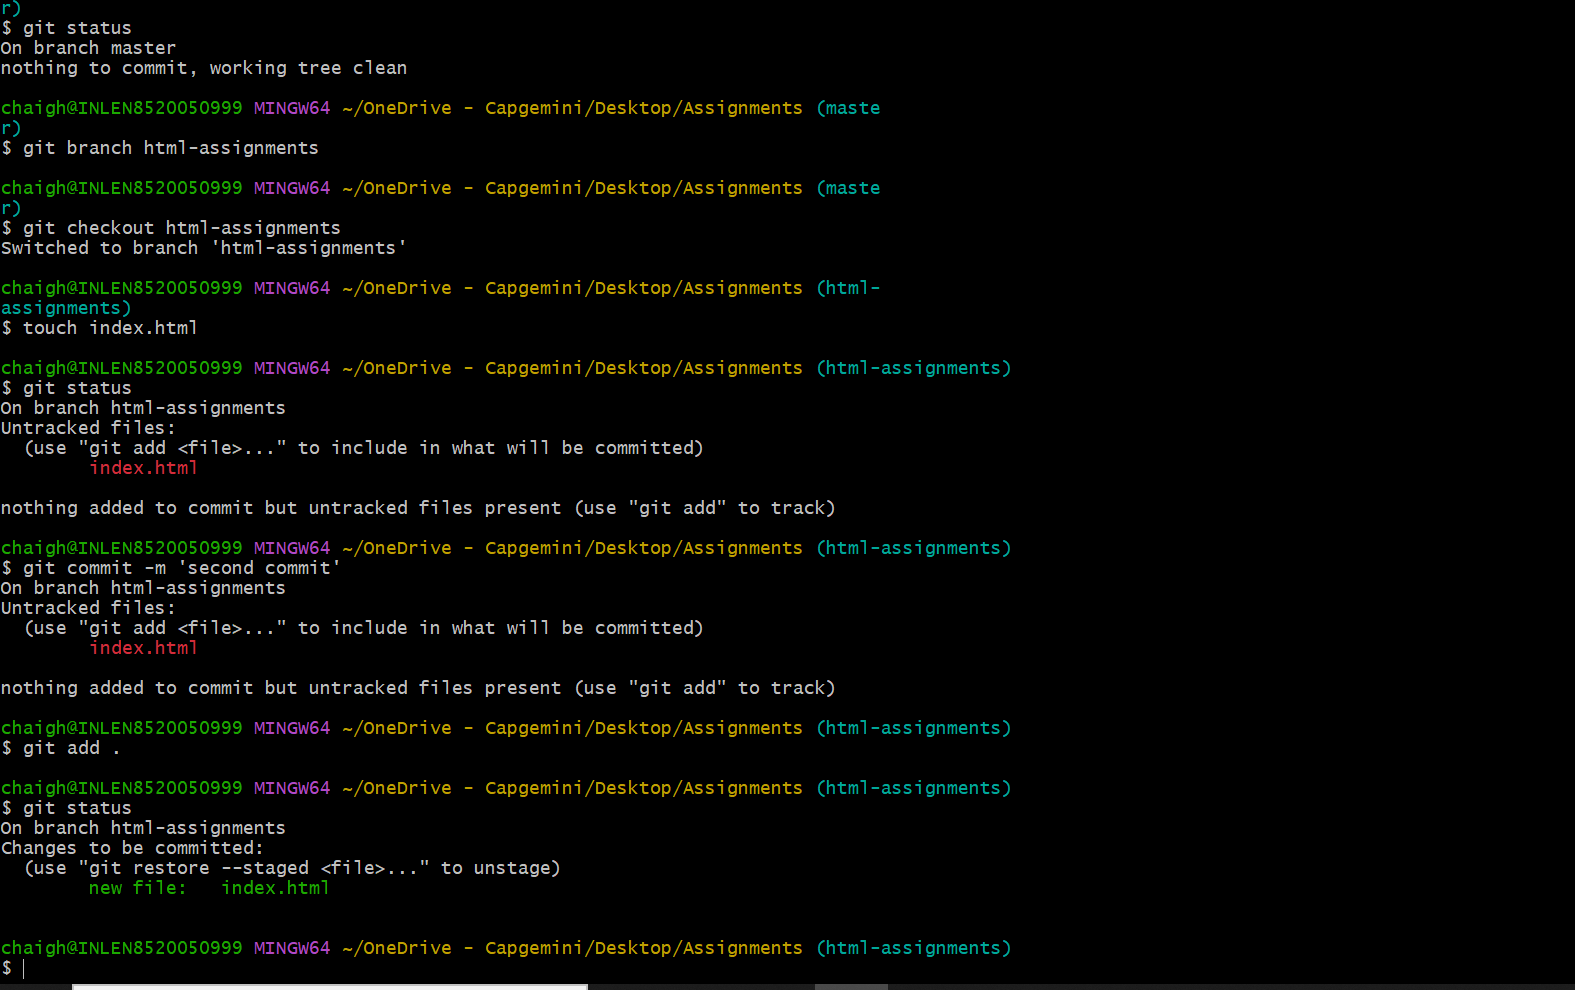 r)
$ git status
On branch master
nothing to commit, working tree clean
chaigh@INLEN8520050999 MINGW64 ~/OneDrive - Capgemini/Desktop/Assignments (maste
r)
$ git branch html-assignments
chaigh@INLEN8520050999 MINGW64 ~/OneDrive - Capgemini/Desktop/Assignments (maste
r)
$ git checkout html-assignments
Switched to branch 'html-assignments'
chaigh@INLEN8520050999 MINGW64 ~/OneDrive - Capgemini/Desktop/Assignments (html-
assignments)
$ touch index.html
chaigh@INLEN8520050999 MINGW64 ~/OneDrive - Capgemini/Desktop/Assignments (html-assignments)
$ git status
On branch html-assignments
Untracked files:
  (use "git add <file>..." to include in what will be committed)
        index.html
nothing added to commit but untracked files present (use "git add" to track)
chaigh@INLEN8520050999 MINGW64 ~/OneDrive - Capgemini/Desktop/Assignments (html-assignments)
$ git commit -m 'second commit'
On branch html-assignments
Untracked files:
  (use "git add <file>..." to include in what will be committed)
        index.html
nothing added to commit but untracked files present (use "git add" to track)
chaigh@INLEN8520050999 MINGW64 ~/OneDrive - Capgemini/Desktop/Assignments (html-assignments)
$ git add .
chaigh@INLEN8520050999 MINGW64 ~/OneDrive - Capgemini/Desktop/Assignments (html-assignments)
$ git status
On branch html-assignments
Changes to be committed:
  (use "git restore --staged <file>..." to unstage)
        new file:   index.html
chaigh@INLEN8520050999 MINGW64 ~/OneDrive - Capgemini/Desktop/Assignments (html-assignments)
$